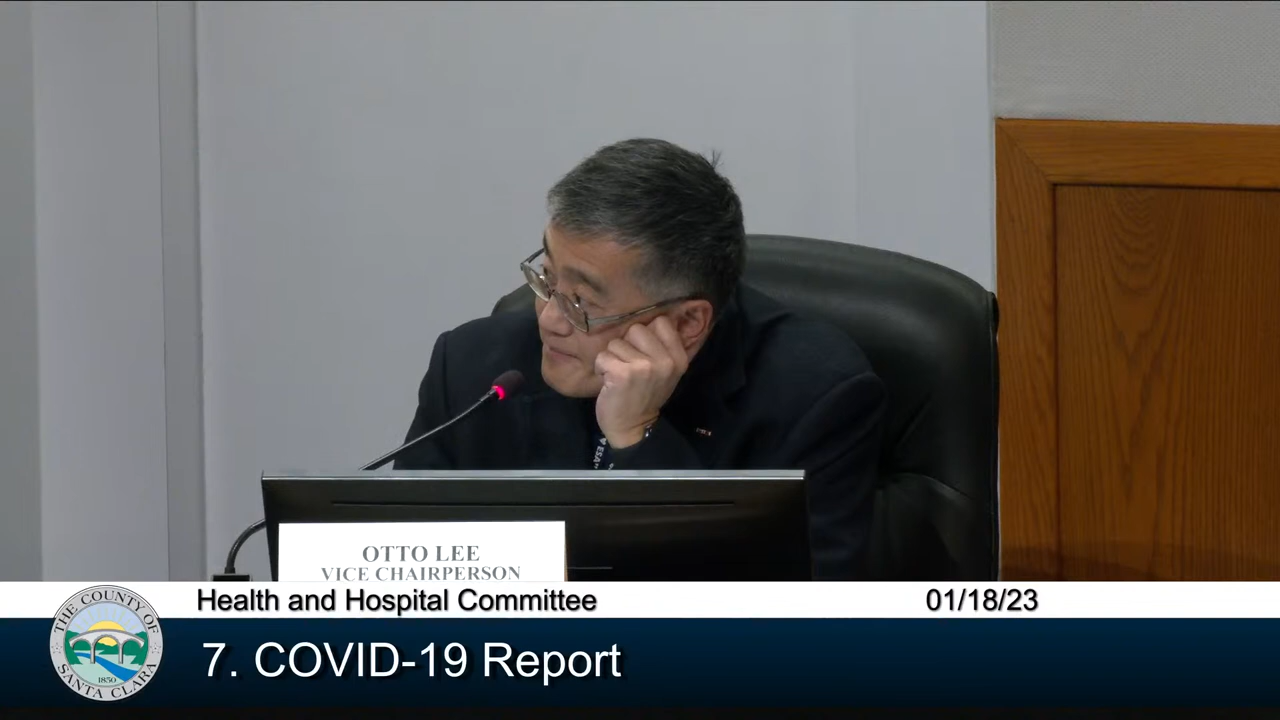 OTTO LEE
VICE CHAIRPERSON
Health and Hospital Committee
01/18/23
THE COUNTY OF
SANTA CLARA
1850
7. COVID-19 Report